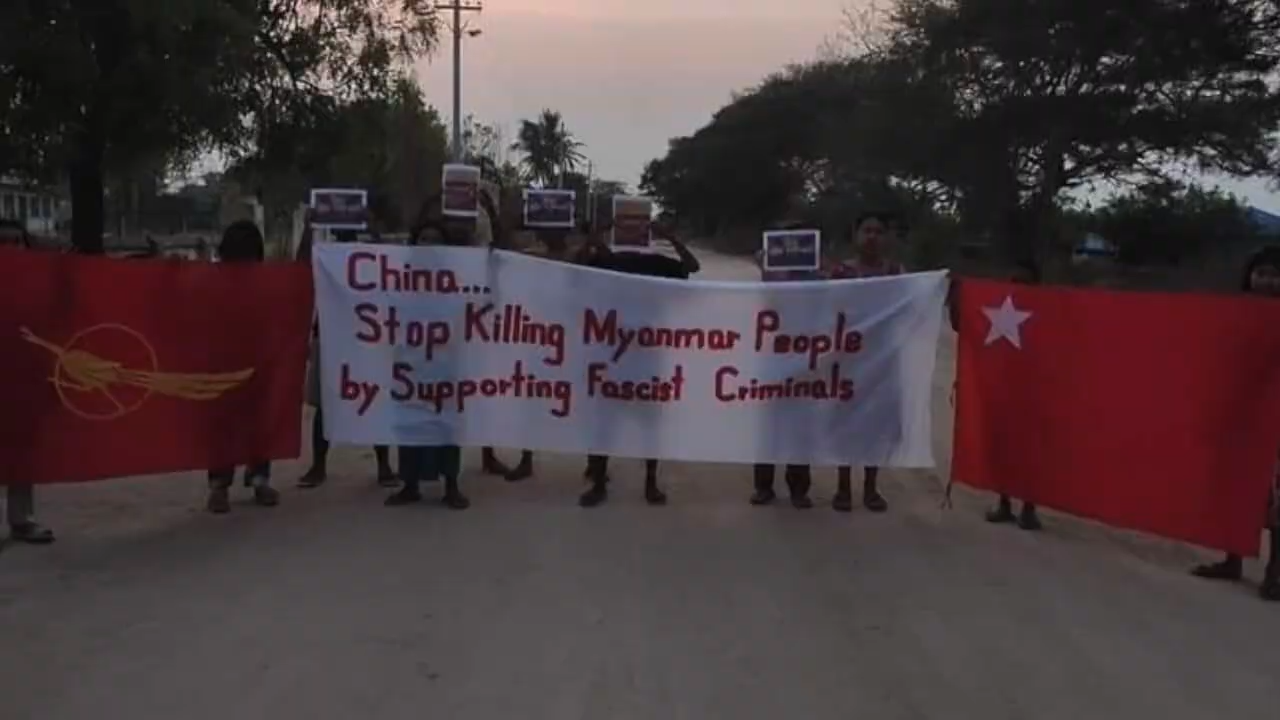 China...
Stop Killing Myanmar People
by Supporting Fascist Criminals